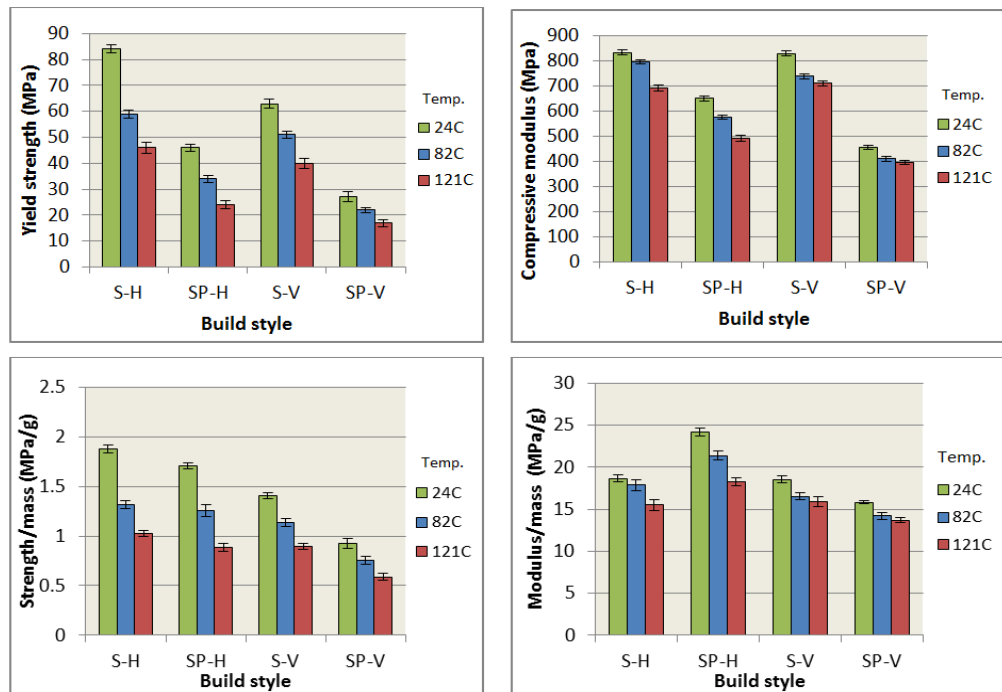 Yield strength (MPa)
90
80
70
60
50
40
30
20
10
0
S-H SP-H S-V SP-V
Build style
Temp.
24C
82C
121C
Compressive modulus (Mpa)
900
800
700
600
500
400
300
200
100
0
S-H SP-H S-V SP-V
Build style
Temp.
24C
82C
121C
Strength/mass (MPa/g)
2.5
2
1.5
1
0.5
0
S-H SP-H S-V SP-V
Build style
Temp.
24C
82C
121C
Modulus/mass (MPa/g)
30
25
20
15
10
5
0
S-H SP-H S-V SP-V
Build style
Temp.
24C
82C
121C